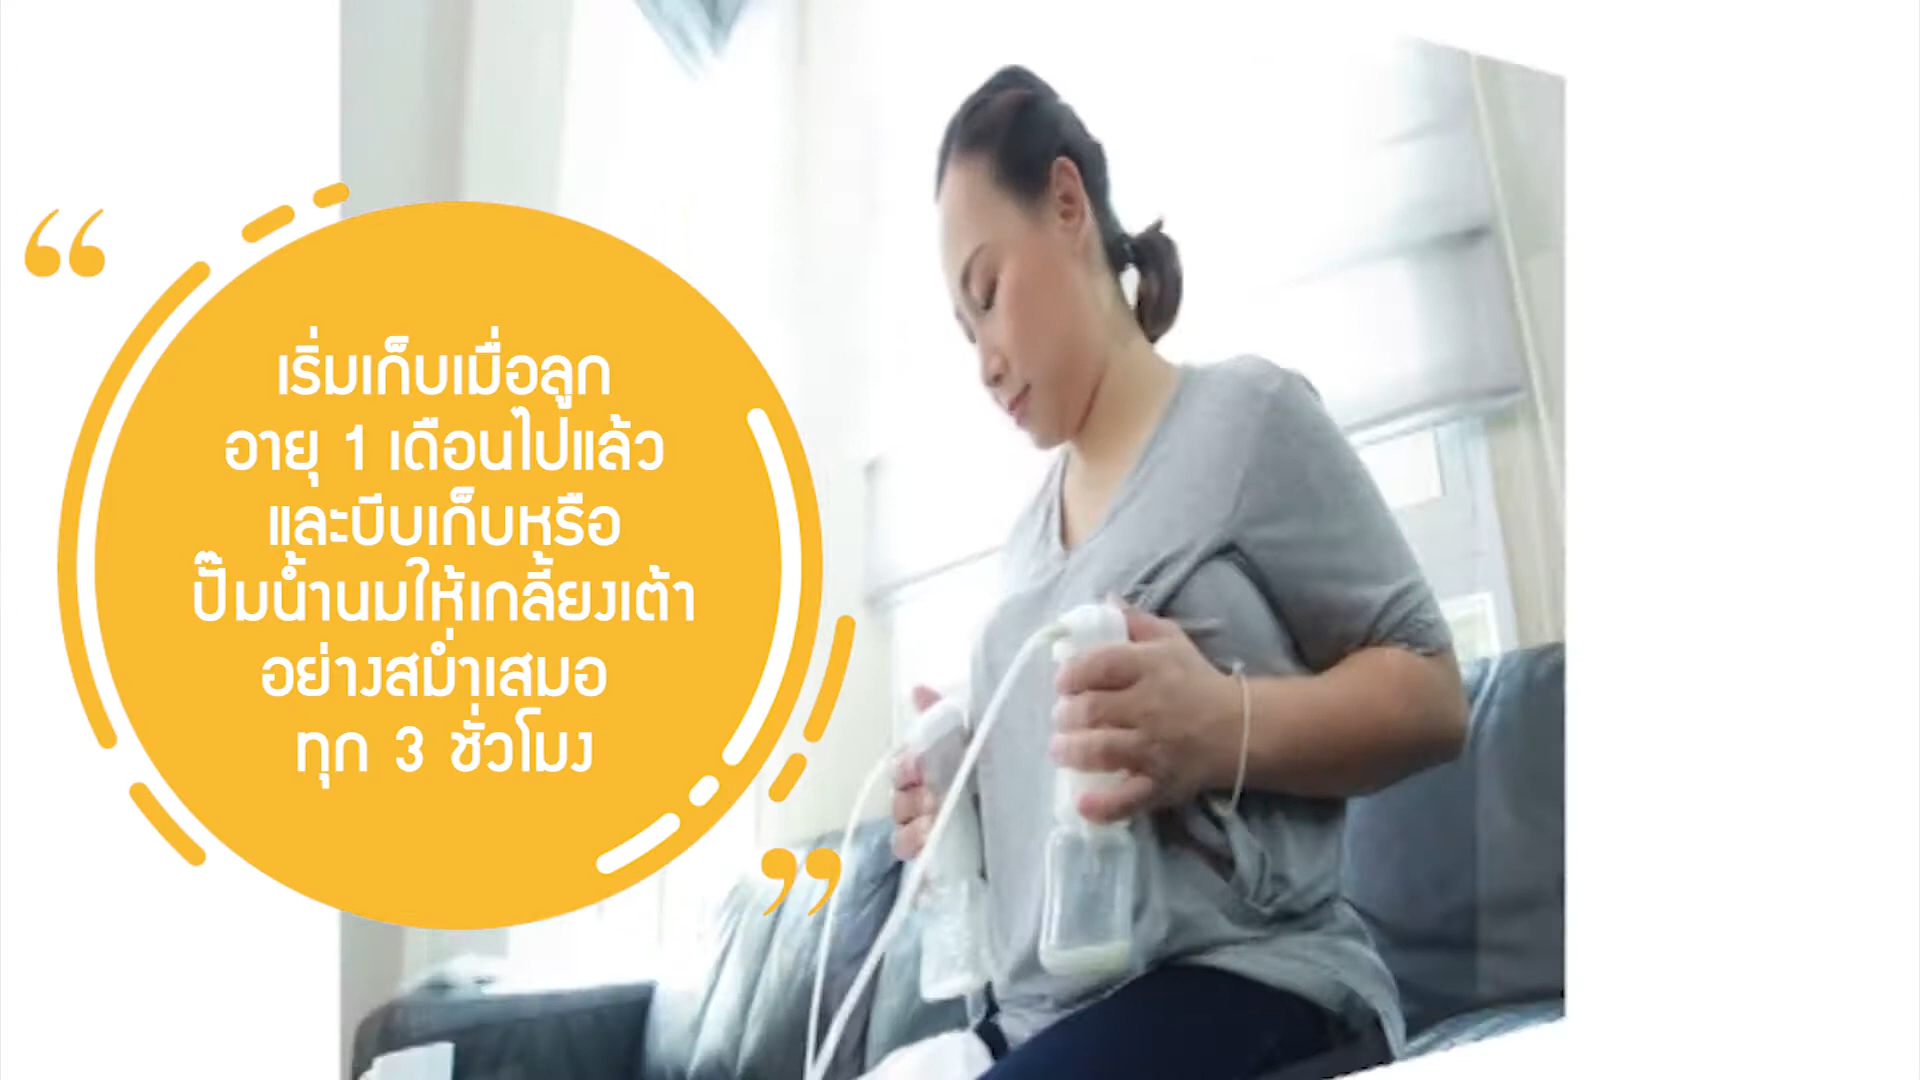 เริ่มเก็บเมื่อลูก
อายุ 1 เดือนไปแล้ว
และบีบเก็บหรือ
ปั๊มน้ำนมให้เกลี้ยงเต้า
อย่างสม่ำเสมอ
ทุก 3 ชั่วโมง